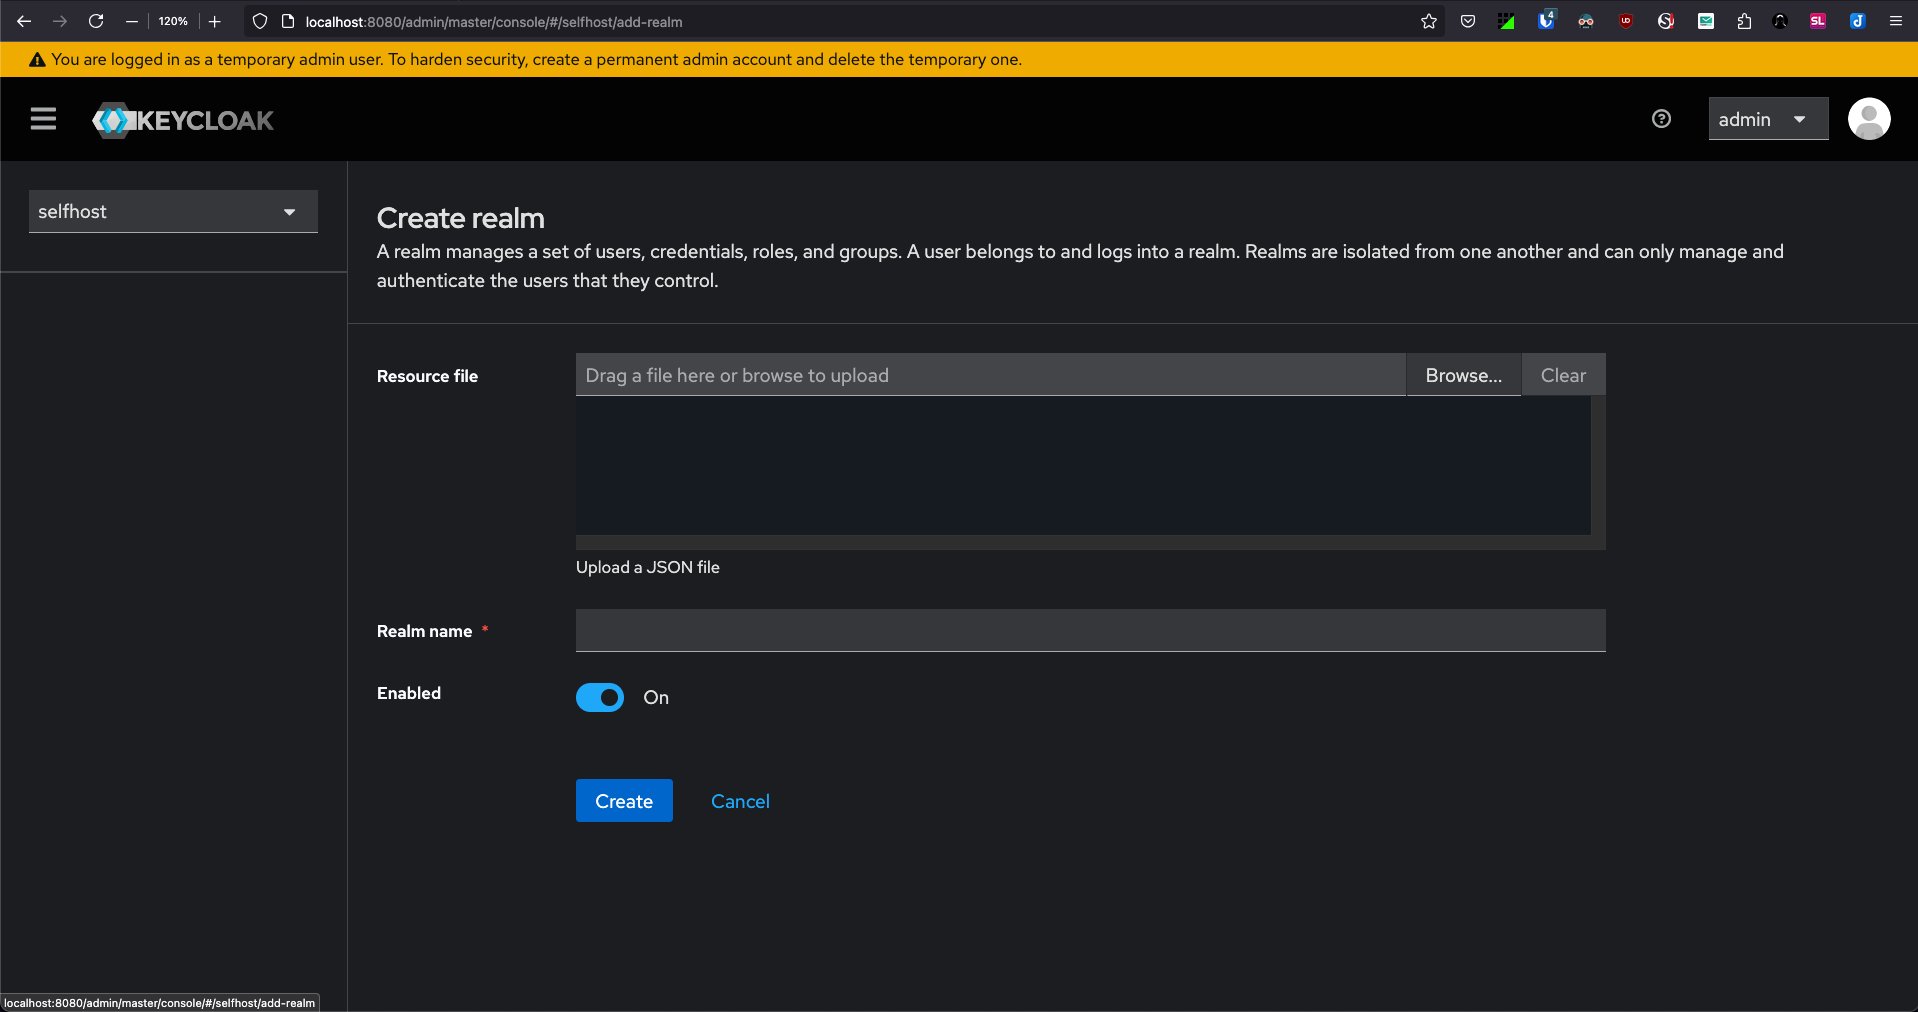 120%
localhost:8080/admin/master/console/#/selfhost/add-realm
4
UD
SL
You are logged in as a temporary admin user. To harden security, create a permanent admin account and delete the temporary one.
KEYCLOAK
admin
selfhost
Create realm
A realm manages a set of users, credentials, roles, and groups. A user belongs to and logs into a realm. Realms are isolated from one another and can only manage and
authenticate the users that they control.
Resource file
Drag a file here or browse to upload
Browse...
Clear
Upload a JSON file
Realm name *
Enabled
On
Create
Cancel
localhost:8080/admin/master/console/#/selfhost/add-realm